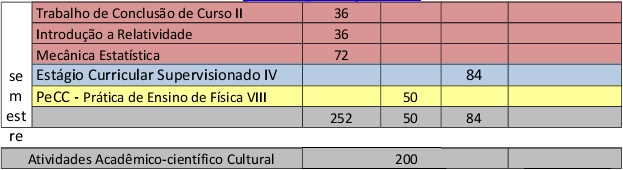 Trabalho de Conclusão de Curso II 36
Introdução a Relatividade 36
Mecânica Estatística 72
se
m
est
re
Estágio Curricular Supervisionado IV 84
PeCC - Prática de Ensino de Física VIII 50
252 50 84
Atividades Acadêmico-científico Cultural 200